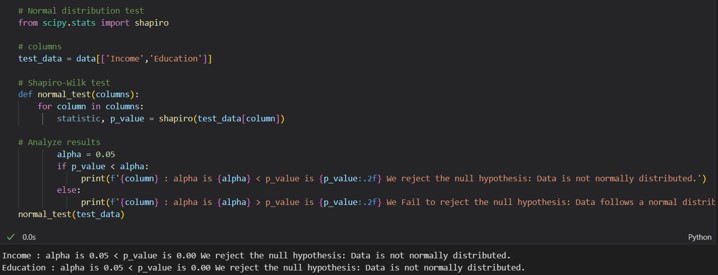 # Normal distribution test
from scipy.stats import shapiro
# columns
test_data = data[['Income','Education']]
# Shapiro-Wilk test
def normal_test(columns):
    for column in columns:
        statistic, p_value = shapiro(test_data[column])
# Analyze results
        alpha = 0.05
        if p_value < alpha:
            print(f'{column} : alpha is {alpha} < p_value is {p_value:.2f} We reject the null hypothesis: Data is not normally distributed.')
        else:
            print(f'{column} : alpha is {alpha} > p_value is {p_value:.2f} We Fail to reject the null hypothesis: Data follows a normal distrib
normal_test(test_data)
0.0s
Python
Income : alpha is 0.05 < p_value is 0.00 We reject the null hypothesis: Data is not normally distributed.
Education : alpha is 0.05 < p_value is 0.00 We reject the null hypothesis: Data is not normally distributed.